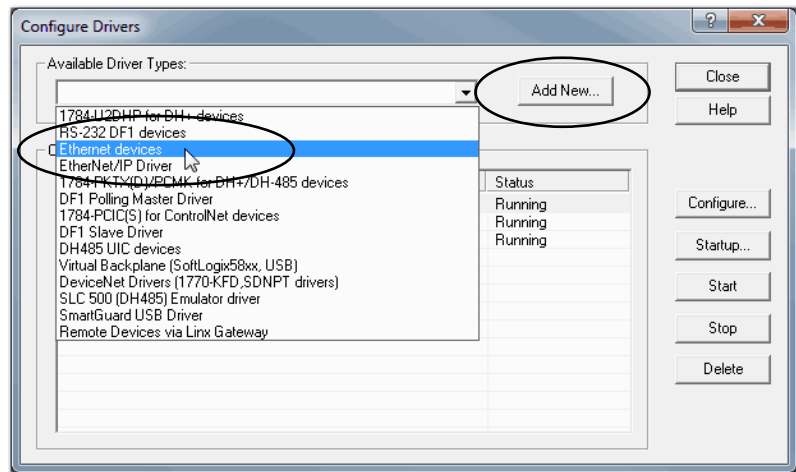 Configure Drivers
Available Driver Types:
Add New...
Close
Help
1784-U2DHP for DH+ devices
RS-232 DF1 devices
Ethernet devices
EtherNet/IP Driver
1784-PKTX(D)/PCMK for DH+/DH-485 devices
DF1 Polling Master Driver
1784-PCIC(S) for ControlNet devices
DF1 Slave Driver
DH485 UIC devices
Virtual Backplane (SoftLogix58xx, USB)
DeviceNet Drivers (1770-KFD,SDNPT drivers)
SLC 500 (DH485) Emulator driver
SmartGuard USB Driver
Remote Devices via Linx Gateway
Status
Running
Running
Running
Configure...
Startup...
Start
Stop
Delete